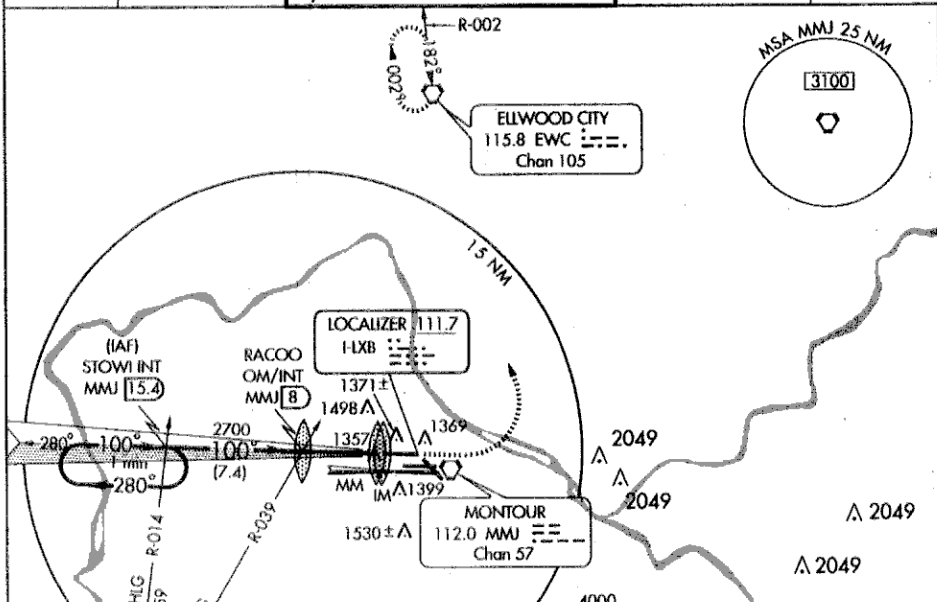 R-002
MSA MMJ 25 NM
3100
182°
002°
ELLWOOD CITY
115.8 EWC
Chan 105
15 NM
LOCALIZER 111.7
I-LXB
(IAF)
STOWI INT
MMJ 15.4
RACOO
OM/INT
MMJ 8
1371±
1498
1357
1369
2700
280°
100°
100°
1 min
(7.4)
280°
2049
2049
MM
IM
1399
MONTOUR
112.0 MMJ
Chan 57
1530±
2049
2049
R-014
R-039
HLG
4000